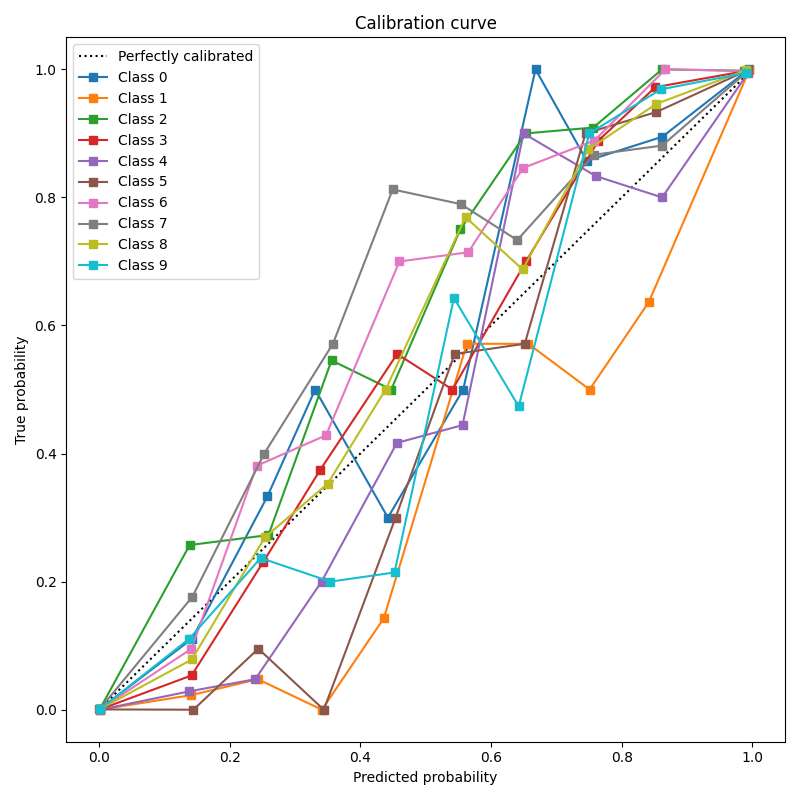 Calibration curve
Perfectly calibrated
Class 0
Class 1
Class 2
Class 3
Class 4
Class 5
Class 6
Class 7
Class 8
Class 9
1.0
0.8
0.6
0.4
0.2
0.0
True probability
0.0 0.2 0.4 0.6 0.8 1.0
Predicted probability